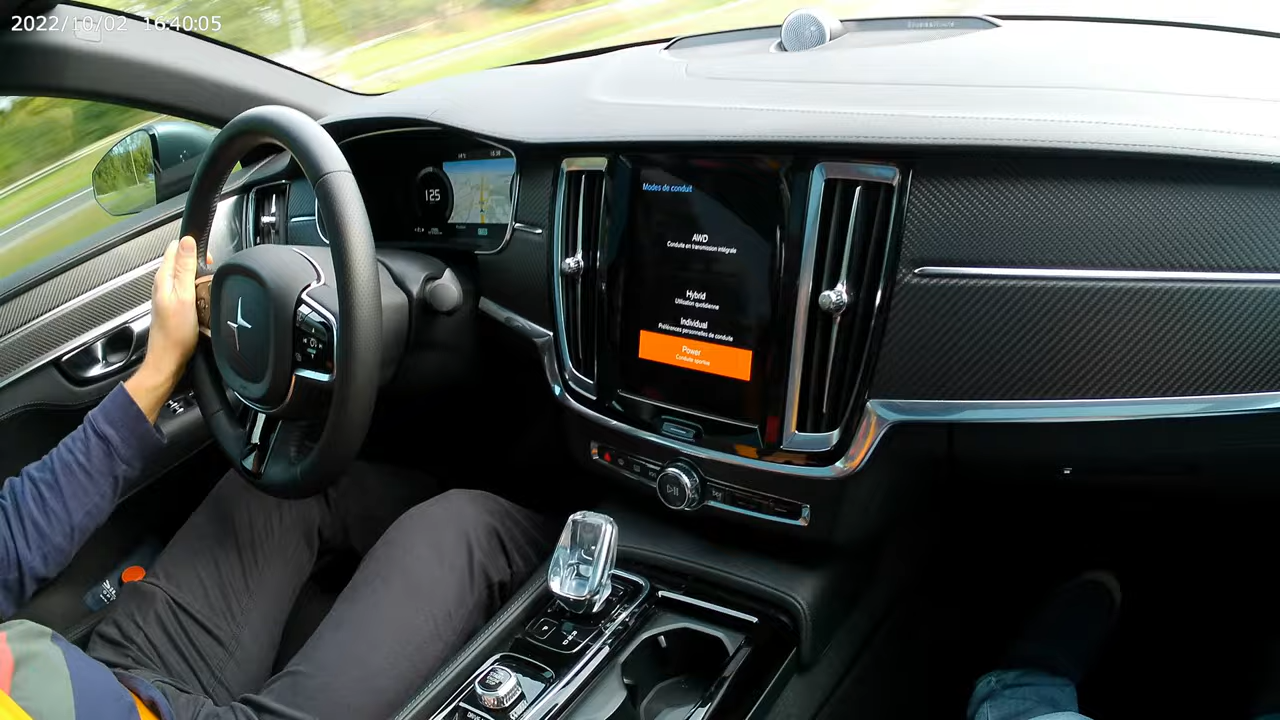 2022/10/02 16:40:05
125
Modes de conduit
AWD
Conduite en transmission intégrale
Hybrid
Utilisation quotidienne
Individual
Préférences personnelles de conduite
Power
Conduite sportive